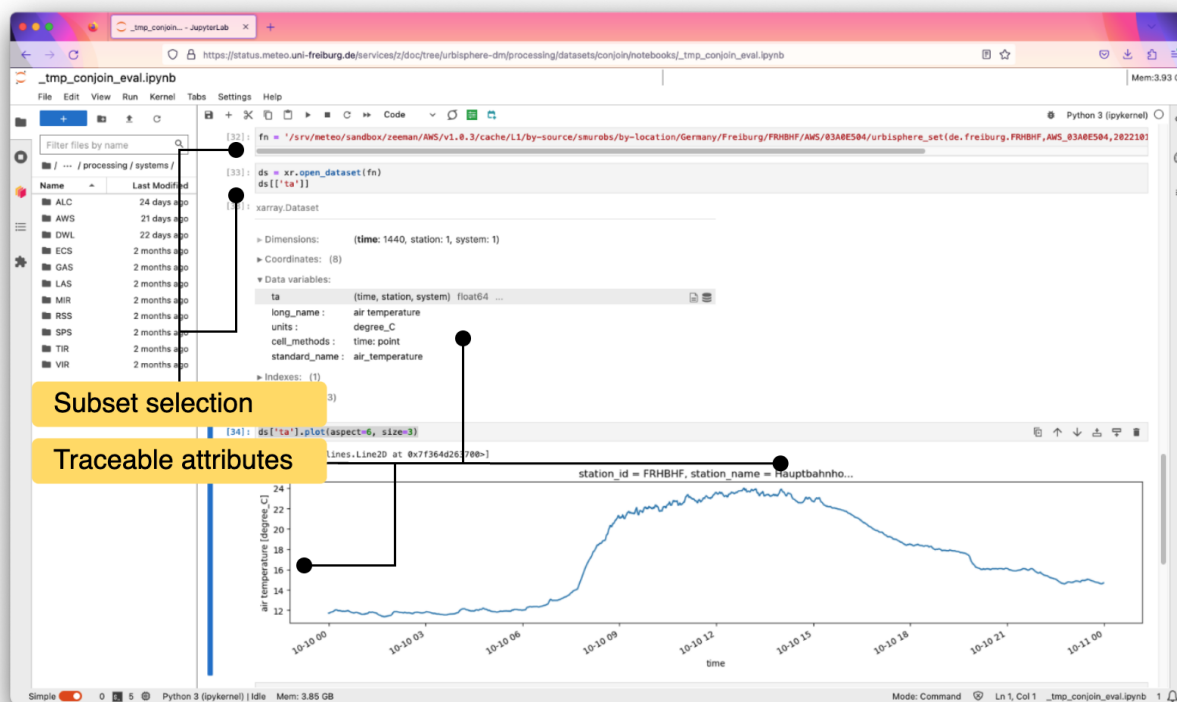 _tmp_conjoin... - JupyterLab
https://status.meteo.uni-freiburg.de/services/z/doc/tree/urbisphere-dm/processing/datasets/conjoin/notebooks/_tmp_conjoin_eval.ipynb
_tmp_conjoin_eval.ipynb
Mem:3.93
File Edit View Run Kernel Tabs Settings Help
Code
Python 3 (ipykernel)
Filter files by name
/ ··· / processing / systems /
Name Last Modified
ALC 24 days ago
AWS 21 days ago
DWL 22 days ago
ECS 2 months ago
GAS 2 months ago
LAS 2 months ago
MIR 2 months ago
RSS 2 months ago
SPS 2 months ago
TIR 2 months ago
VIR 2 months ago
[32]: fn = '/srv/meteo/sandbox/zeeman/AWS/v1.0.3/cache/L1/by-source/smurobs/by-location/Germany/Freiburg/FRHBHF/AWS/03A0E504/urbisphere_set(de.freiburg.FRHBHF,AWS_03A0E504,2022101
[33]: ds = xr.open_dataset(fn)
ds[['ta']]
xarray.Dataset
Dimensions: (time: 1440, station: 1, system: 1)
Coordinates: (8)
Data variables:
ta (time, station, system) float64 ...
long_name : air temperature
units : degree_C
cell_methods : time: point
standard_name : air_temperature
Indexes: (1)
3)
Subset selection
Traceable attributes
[34]: ds['ta'].plot(aspect=6, size=3)
lines.Line2D at 0x7f364d263700>]
station_id = FRHBHF, station_name = Hauptbahnho...
air temperature [degree_C]
24
22
20
18
16
14
12
10-10 00 10-10 03 10-10 06 10-10 09 10-10 12 10-10 15 10-10 18 10-10 21 10-11 00
time
Simple 0 5 Python 3 (ipykernel) | Idle Mem: 3.85 GB Mode: Command Ln 1, Col 1 _tmp_conjoin_eval.ipynb 1